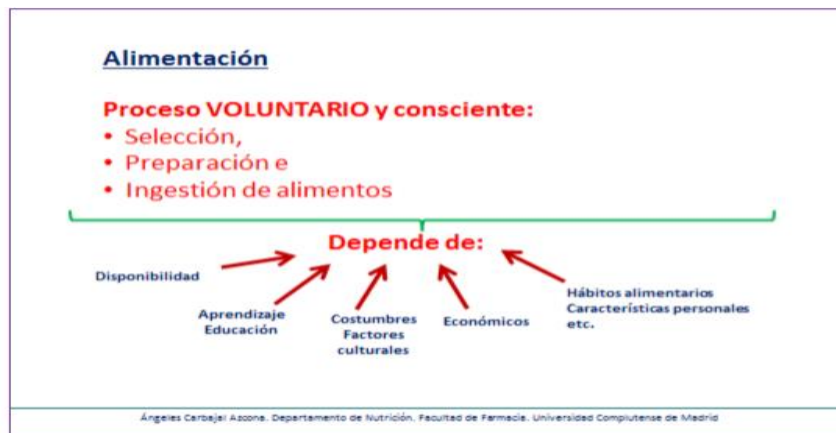 Alimentación
Proceso VOLUNTARIO y consciente:
• Selección,
• Preparación e
• Ingestión de alimentos
Depende de:
Disponibilidad
Aprendizaje
Educación
Costumbres
Factores
culturales
Económicos
Hábitos alimentarios
Características personales
etc.
Ángeles Carbajal Azcona. Departamento de Nutrición. Facultad de Farmacia. Universidad Complutense de Madrid